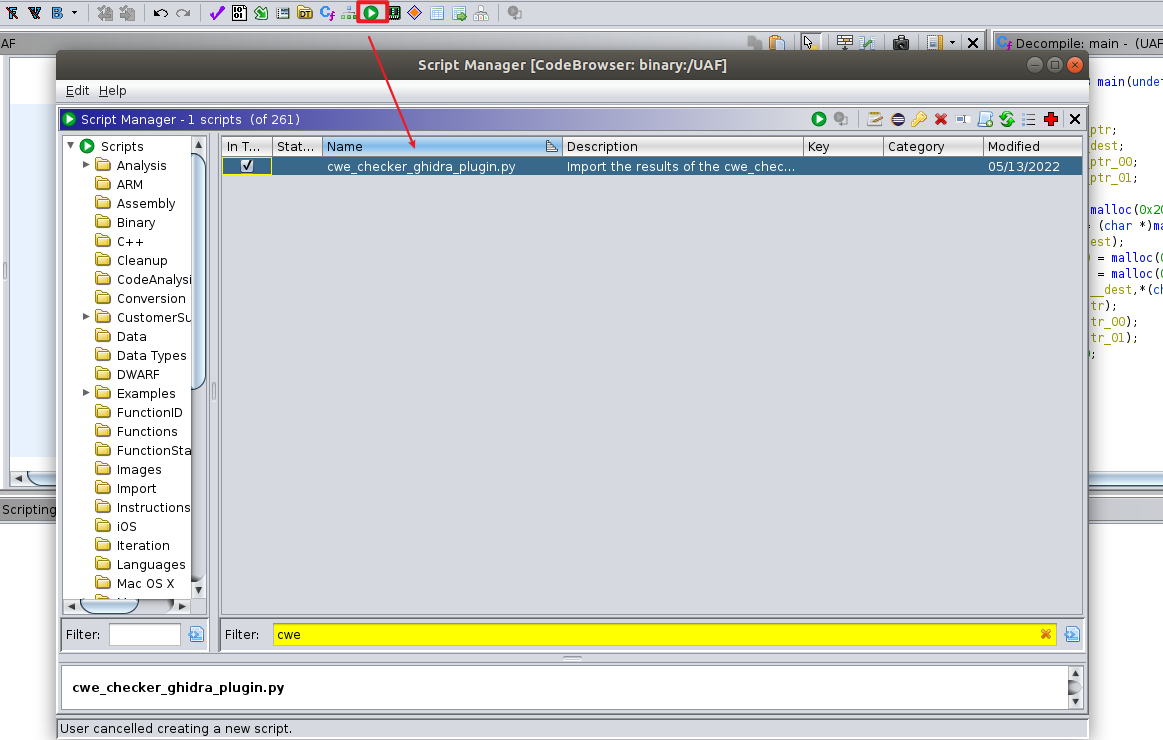 AF
Decompile: main - (UAF
Script Manager [CodeBrowser: binary:/UAF]
main(undef
Edit Help
Script Manager - 1 scripts (of 261)
In T... Stat... Name Description Key Category Modified
cwe_checker_ghidra_plugin.py Import the results of the cwe_chec... 05/13/2022
Scripts
Analysis
ARM
Assembly
Binary
C++
Cleanup
CodeAnalysi
Conversion
CustomerSu
Data
Data Types
DWARF
Examples
FunctionID
Functions
FunctionSta
Images
Import
Instructions
iOS
Iteration
Languages
Mac OS X
ptr;
dest;
ptr_00;
ptr_01;
malloc(0x20
= (char *)ma
est);
= malloc(0
= malloc(0
__dest,*(ch
tr);
tr_00);
tr_01);
Scripting
Filter:
Filter: cwe
cwe_checker_ghidra_plugin.py
User cancelled creating a new script.